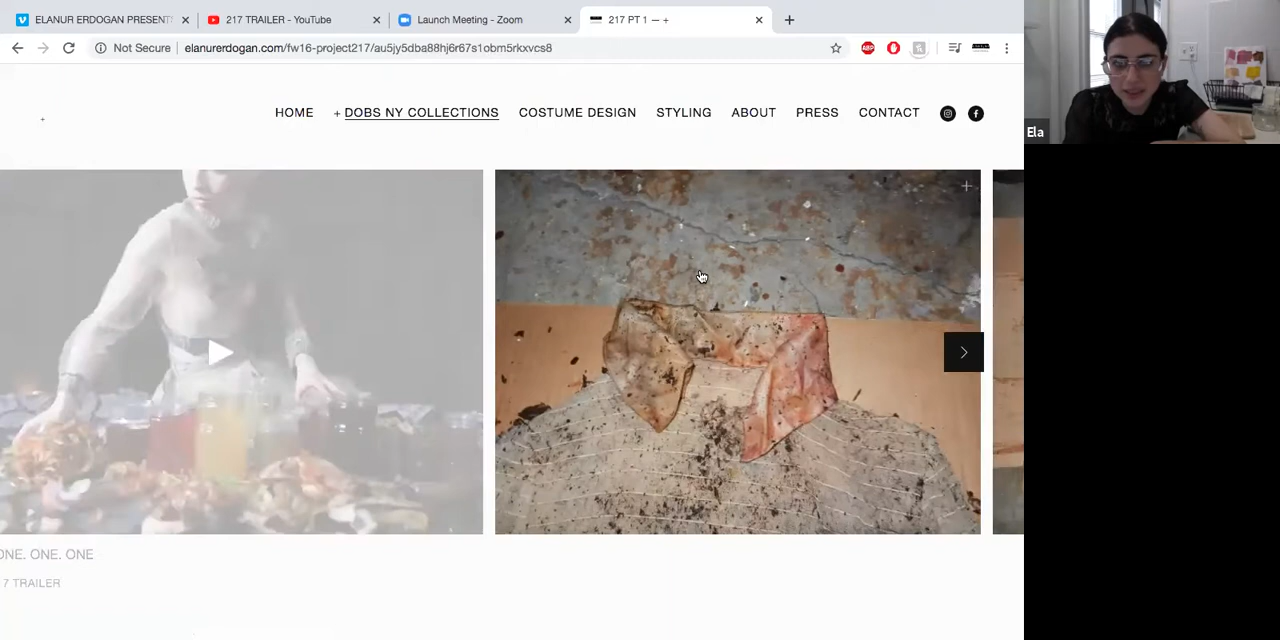 ELANUR ERDOGAN PRESENT
217 TRAILER - YouTube
Launch Meeting - Zoom
217 PT 1 — +
Not Secure
elanurerdogan.com/fw16-project217/au5jy5dba88hj6r67s1obm5rkxvcs8
ABP
HOME
+ DOBS NY COLLECTIONS
COSTUME DESIGN
STYLING
ABOUT
PRESS
CONTACT
Ela
ONE. ONE. ONE
7 TRAILER